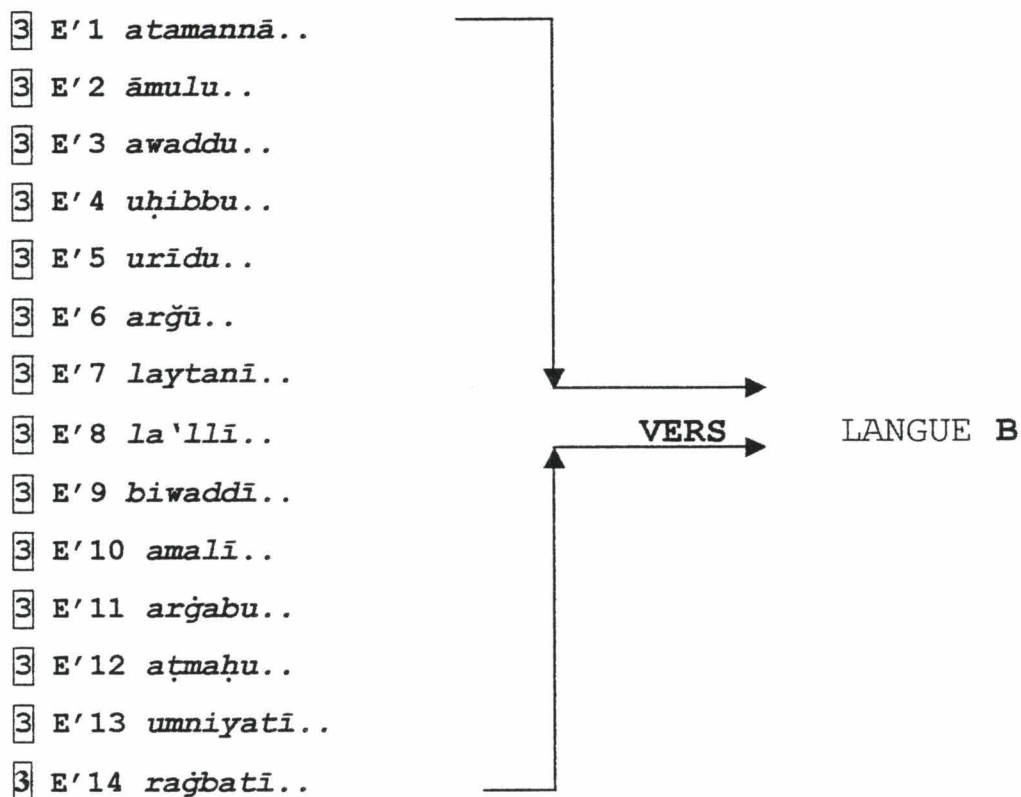 3 E'1 atamannā..
3 E'2 āmulu..
3 E'3 awaddu..
3 E'4 uḥibbu..
3 E'5 urīdu..
3 E'6 arğū..
3 E'7 laytanī..
3 E'8 la‛llī.. VERS LANGUE B
3 E'9 biwaddī..
3 E'10 amalī..
3 E'11 arġabu..
3 E'12 aṭmaḥu..
3 E'13 umniyatī..
3 E'14 raġbatī..